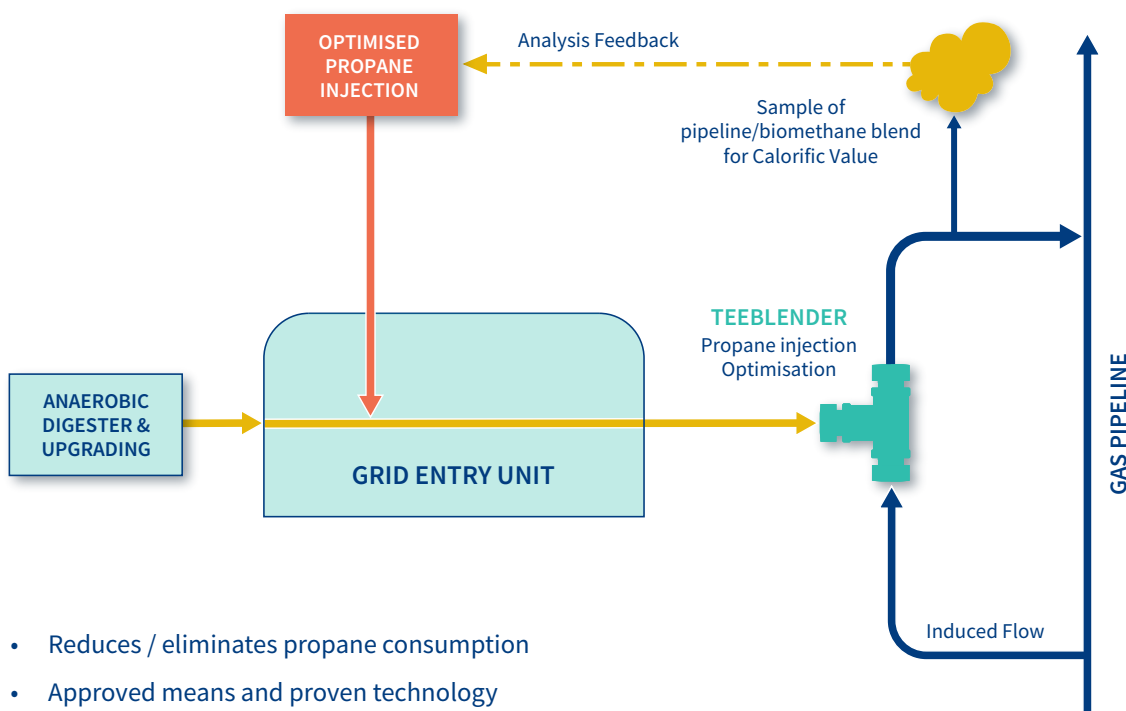 OPTIMISED
PROPANE
INJECTION
Analysis Feedback
Sample of
pipeline/biomethane blend
for Calorific Value
TEEBLENDER
Propane injection
Optimisation
ANAEROBIC
DIGESTER &
UPGRADING
GRID ENTRY UNIT
GAS PIPELINE
Induced Flow
• Reduces / eliminates propane consumption
• Approved means and proven technology